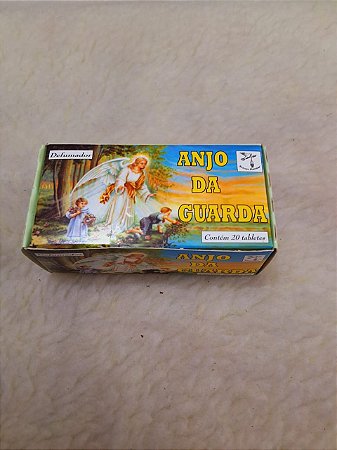 Defumador
ANJO
DA
GUARDA
Contém 20 tabletes
ANJO
DA
GUARDA